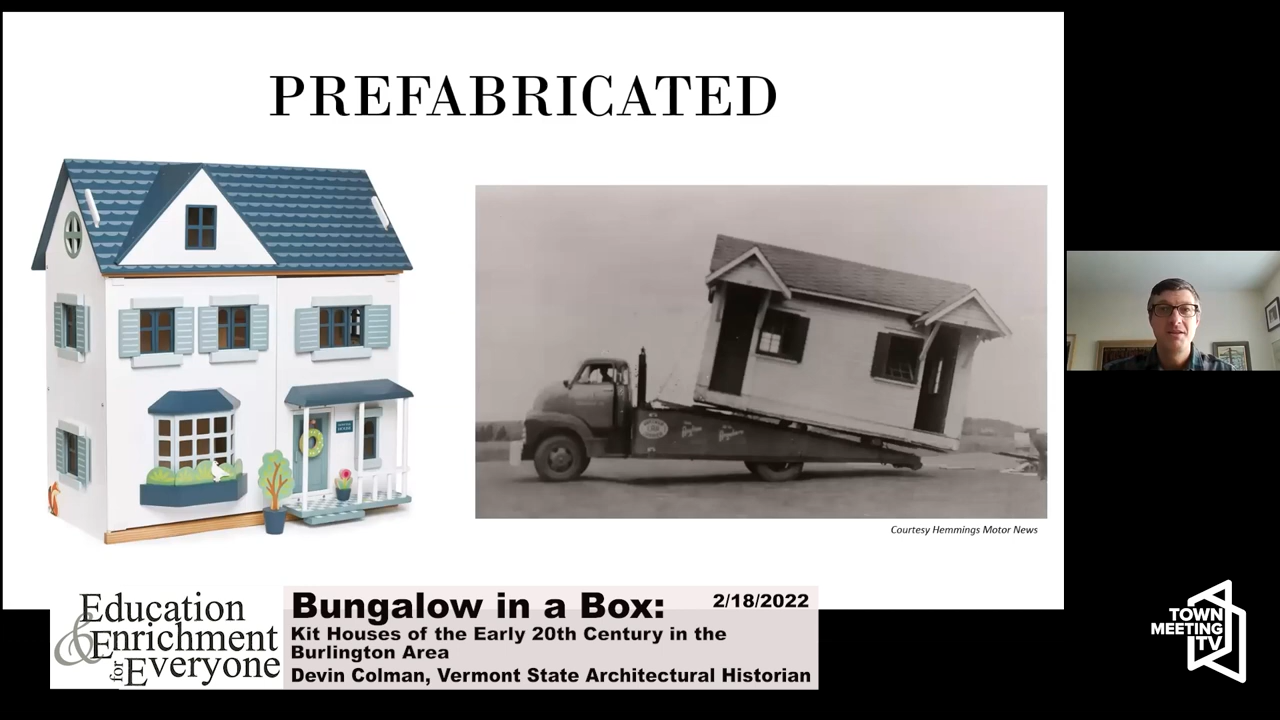 PREFABRICATED
Courtesy Hemmings Motor News
Education
& Enrichment
for Everyone
Bungalow in a Box:
2/18/2022
Kit Houses of the Early 20th Century in the
Burlington Area
Devin Colman, Vermont State Architectural Historian
TOWN
MEETING
TV